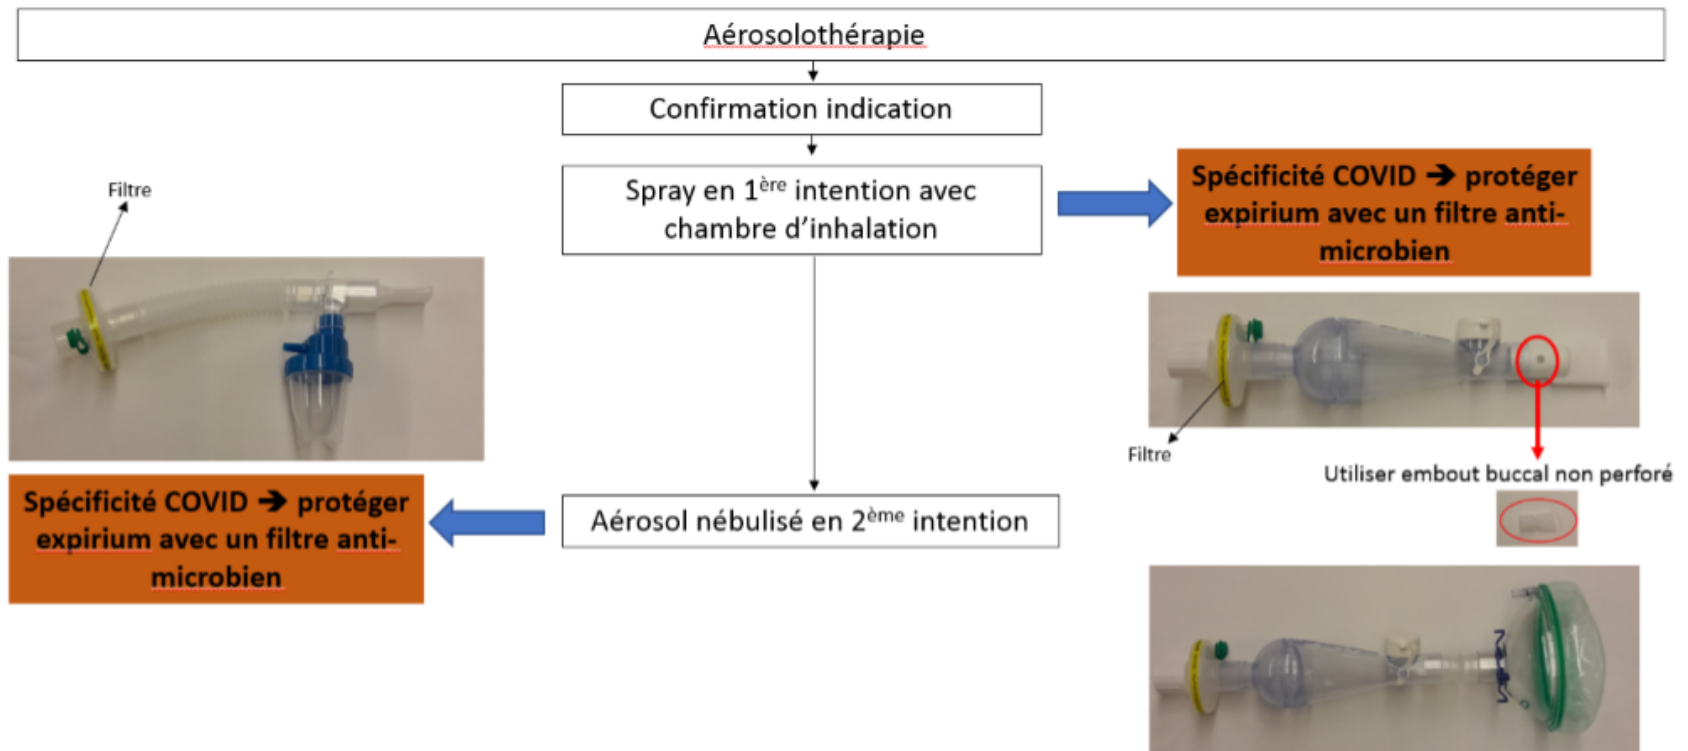 Aérosolothérapie
Confirmation indication
Spray en 1ère intention avec
chambre d’inhalation
Spécificité COVID ➔ protéger
expirium avec un filtre anti-
microbien
Filtre
Filtre
Utiliser embout buccal non perforé
Spécificité COVID ➔ protéger
expirium avec un filtre anti-
microbien
Aérosol nébulisé en 2ème intention